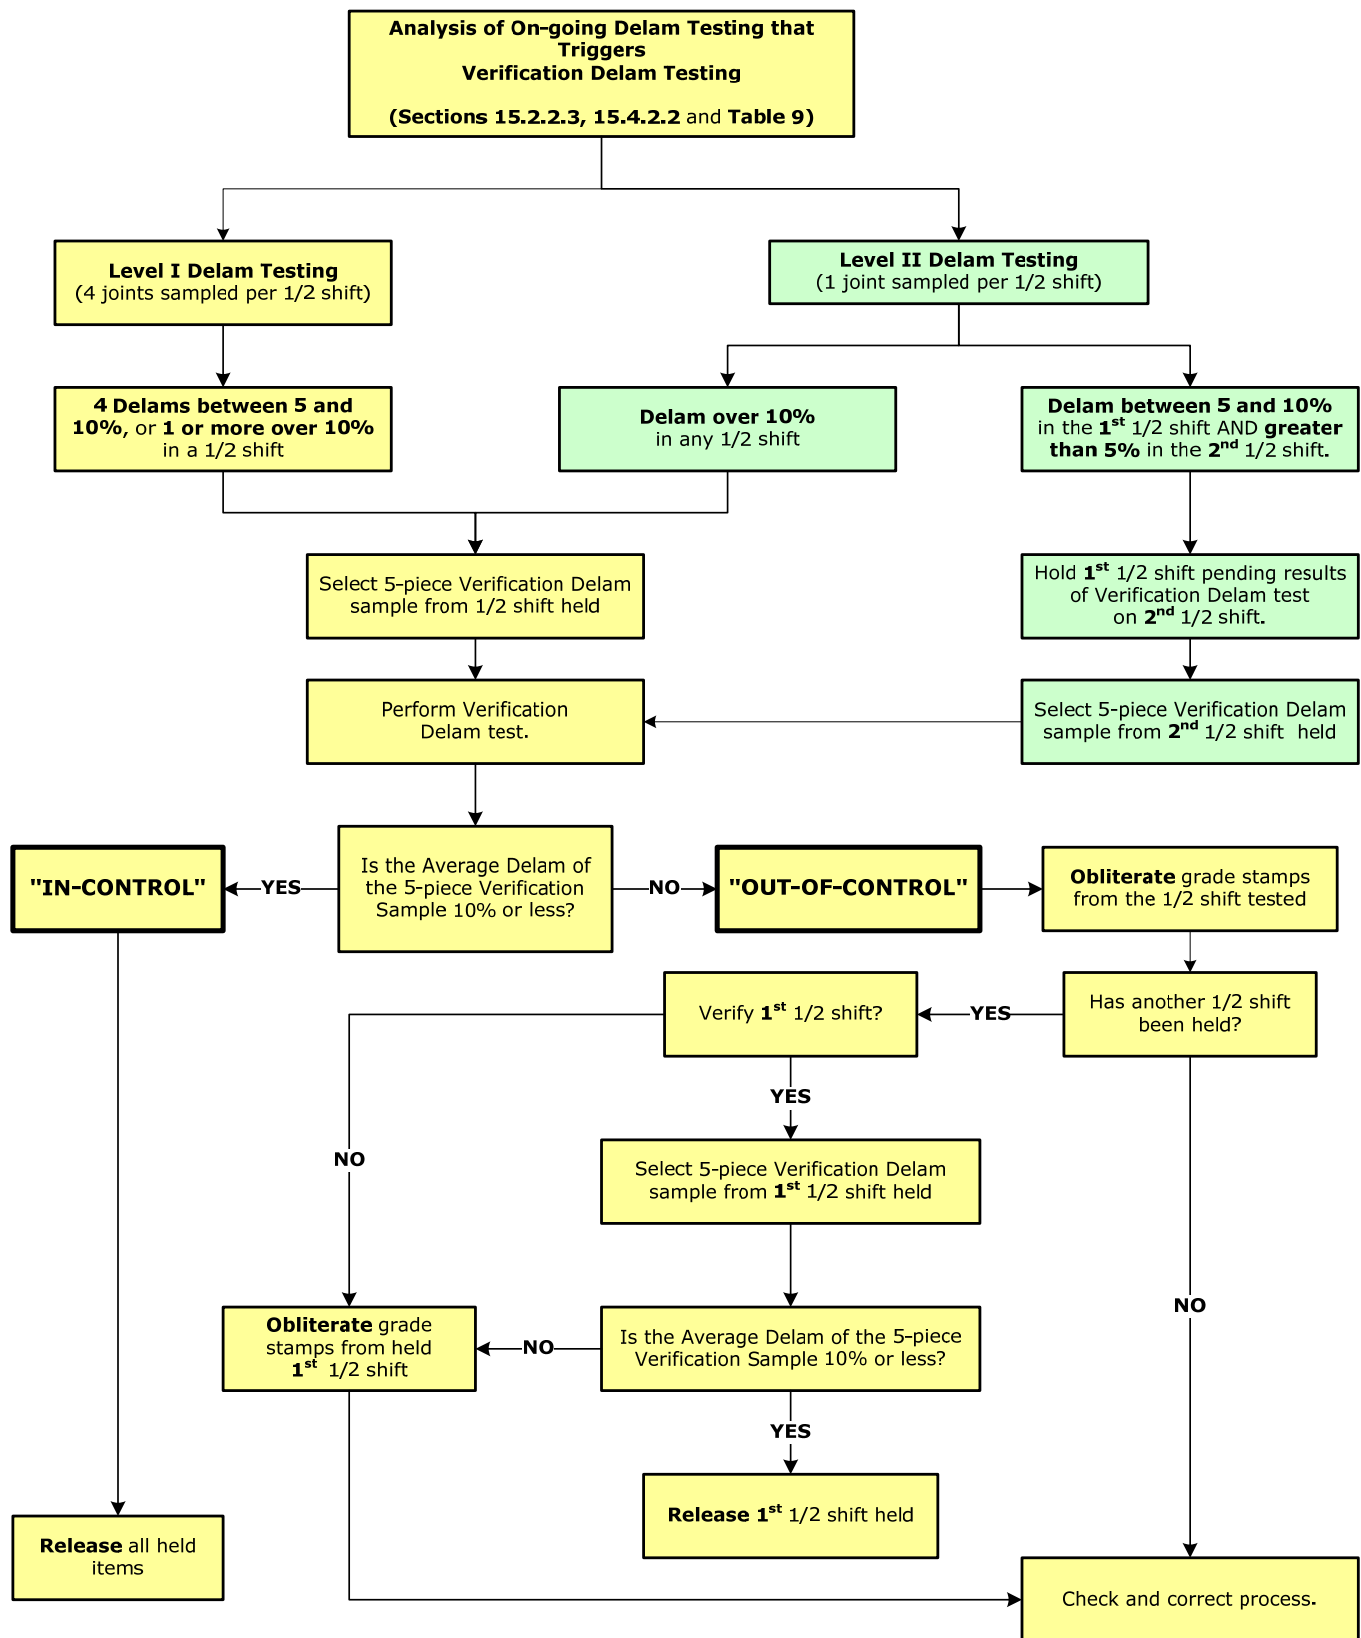 Analysis of On-going Delam Testing that
Triggers
Verification Delam Testing
(Sections 15.2.2.3, 15.4.2.2 and Table 9)
Level I Delam Testing
(4 joints sampled per 1/2 shift)
Level II Delam Testing
(1 joint sampled per 1/2 shift)
4 Delams between 5 and
10%, or 1 or more over 10%
in a 1/2 shift
Delam over 10%
in any 1/2 shift
Delam between 5 and 10%
in the 1st 1/2 shift AND greater
than 5% in the 2nd 1/2 shift.
Select 5-piece Verification Delam
sample from 1/2 shift held
Hold 1st 1/2 shift pending results
of Verification Delam test
on 2nd 1/2 shift.
Perform Verification
Delam test.
Select 5-piece Verification Delam
sample from 2nd 1/2 shift held
"IN-CONTROL"
YES
Is the Average Delam of
the 5-piece Verification
Sample 10% or less?
NO
"OUT-OF-CONTROL"
Obliterate grade stamps
from the 1/2 shift tested
Verify 1st 1/2 shift?
YES
Has another 1/2 shift
been held?
YES
NO
Select 5-piece Verification Delam
sample from 1st 1/2 shift held
NO
Obliterate grade
stamps from held
1st 1/2 shift
NO
Is the Average Delam of the 5-piece
Verification Sample 10% or less?
YES
Release 1st 1/2 shift held
Release all held
items
Check and correct process.